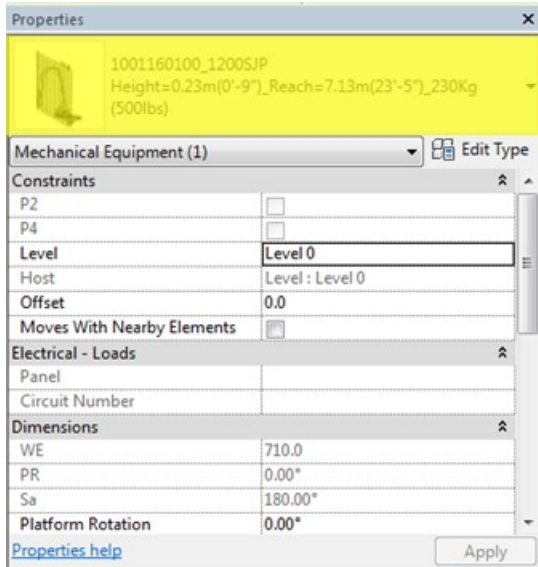 Properties
1001160100_1200SJP
Height=0.23m(0'-9")_Reach=7.13m(23'-5")_230Kg
(500lbs)
Mechanical Equipment (1)
Edit Type
Constraints
P2
P4
Level Level 0
Host Level : Level 0
Offset 0.0
Moves With Nearby Elements
Electrical - Loads
Panel
Circuit Number
Dimensions
WE 710.0
PR 0.00°
Sa 180.00°
Platform Rotation 0.00°
Properties help Apply